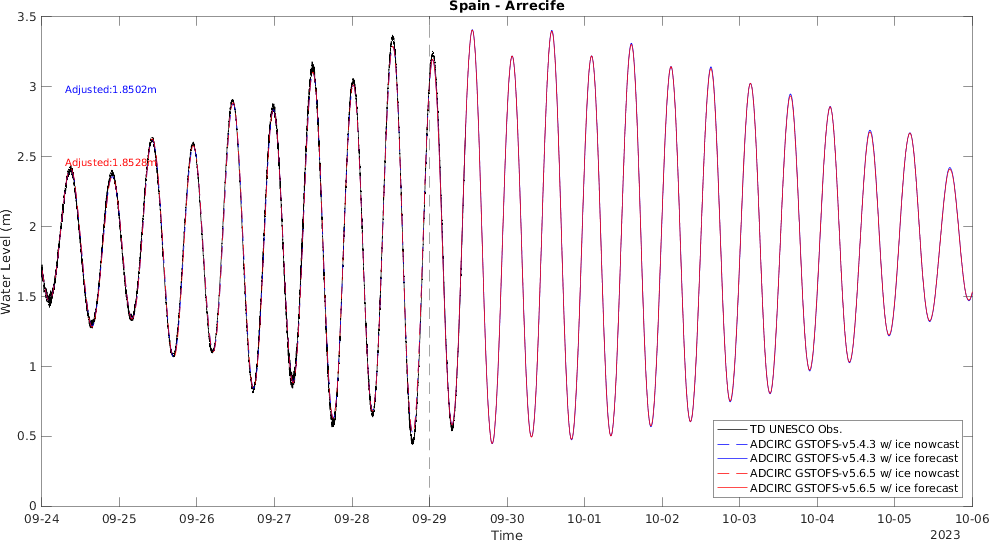 Spain - Arrecife
3.5
3
2.5
2
1.5
1
0.5
0
Water Level (m)
Adjusted:1.8502m
Adjusted:1.8528m
TD UNESCO Obs.
ADCIRC GSTOFS-v5.4.3 w/ ice nowcast
ADCIRC GSTOFS-v5.4.3 w/ ice forecast
ADCIRC GSTOFS-v5.6.5 w/ ice nowcast
ADCIRC GSTOFS-v5.6.5 w/ ice forecast
09-24 09-25 09-26 09-27 09-28 09-29 09-30 10-01 10-02 10-03 10-04 10-05 10-06
Time
2023